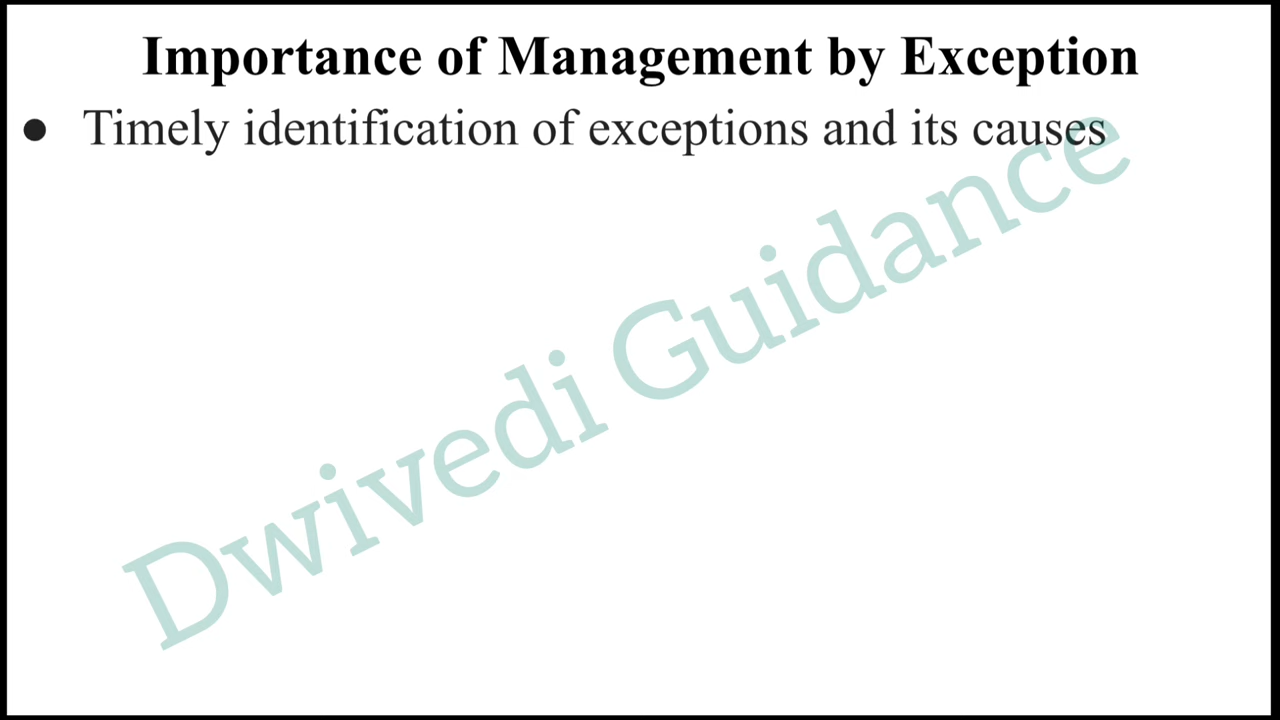 Importance of Management by Exception
● Timely identification of exceptions and its causes
Dwivedi Guidance